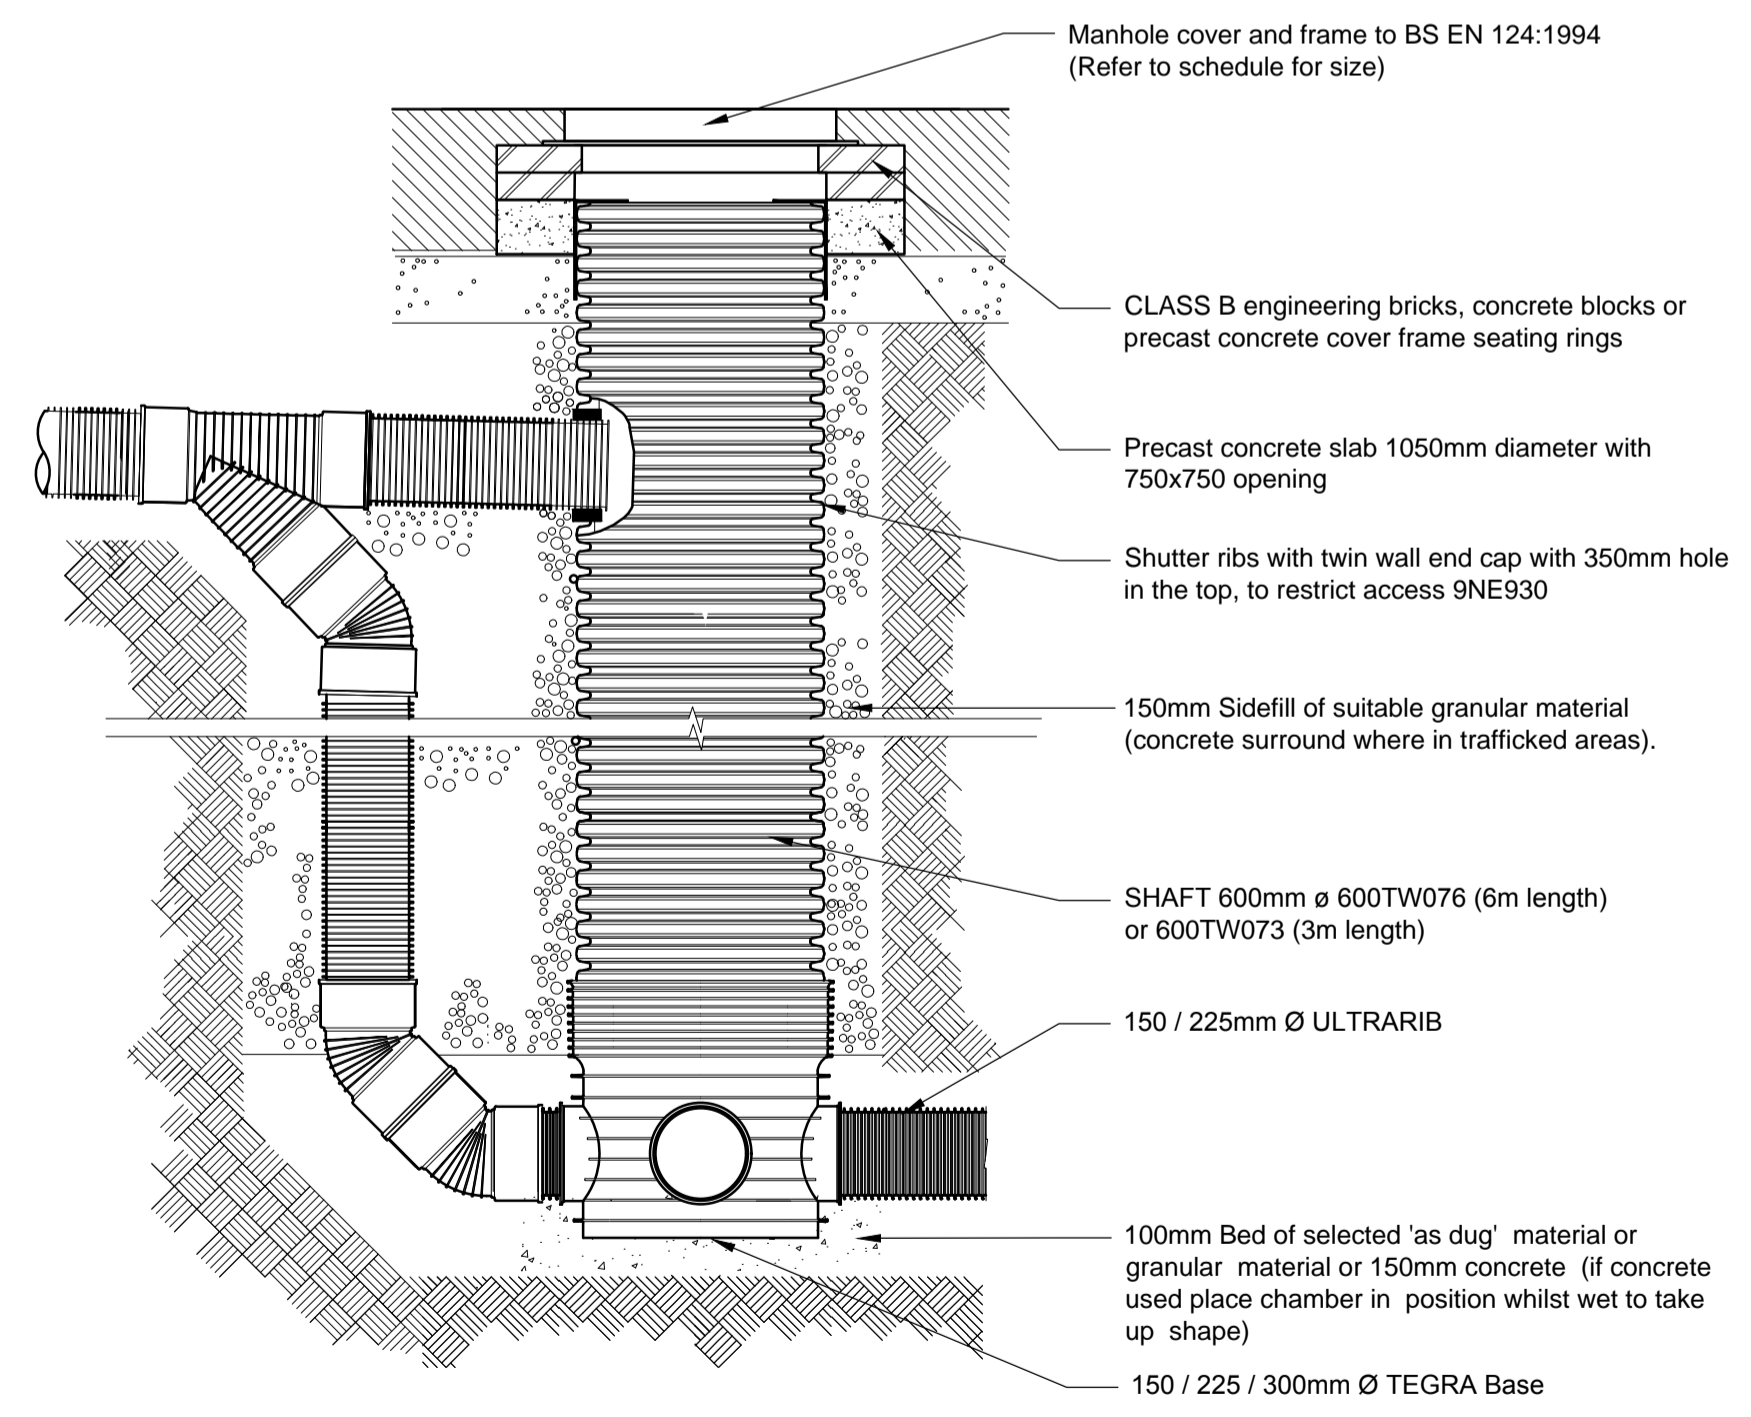 Manhole cover and frame to BS EN 124:1994
(Refer to schedule for size)
CLASS B engineering bricks, concrete blocks or
precast concrete cover frame seating rings
Precast concrete slab 1050mm diameter with
750x750 opening
Shutter ribs with twin wall end cap with 350mm hole
in the top, to restrict access 9NE930
150mm Sidefill of suitable granular material
(concrete surround where in trafficked areas).
SHAFT 600mm ø 600TW076 (6m length)
or 600TW073 (3m length)
150 / 225mm Ø ULTRARIB
100mm Bed of selected 'as dug' material or
granular material or 150mm concrete (if concrete
used place chamber in position whilst wet to take
up shape)
150 / 225 / 300mm Ø TEGRA Base